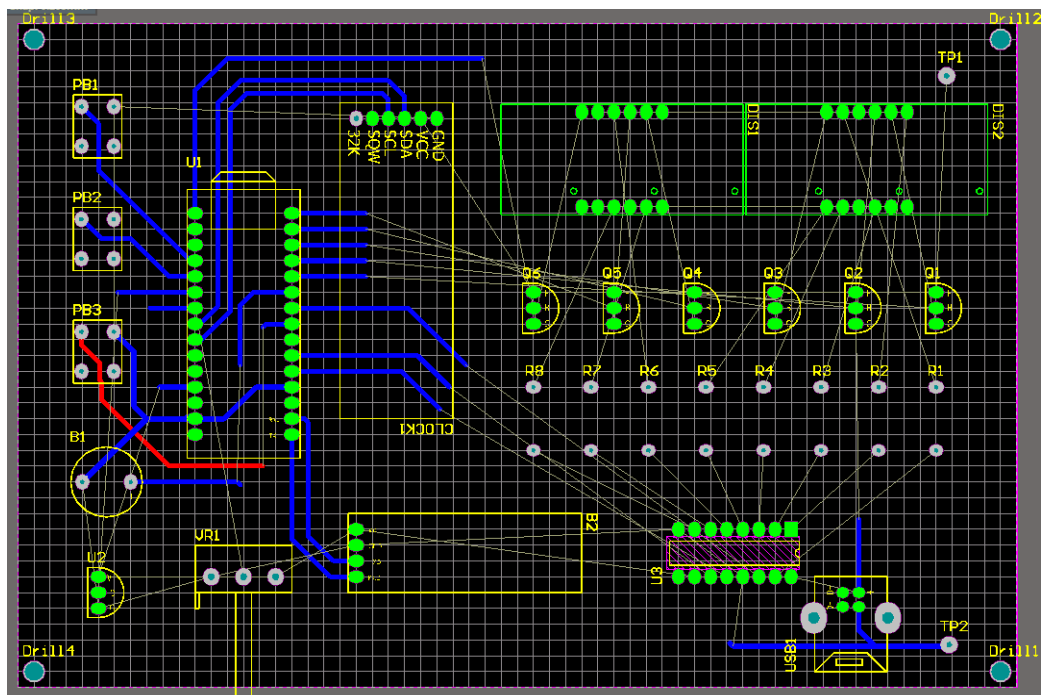 Drill3
Drill2
TP1
PB1
DIS1
DIS2
32K
SQW
SCL
SDA
VCC
GND
U1
PB2
Q6
Q5
Q4
Q3
Q2
Q1
PB3
R8
R7
R6
R5
R4
R3
R2
R1
CLOCK1
B1
B2
VR1
U2
U3
USB1
TP2
Drill4
Drill1